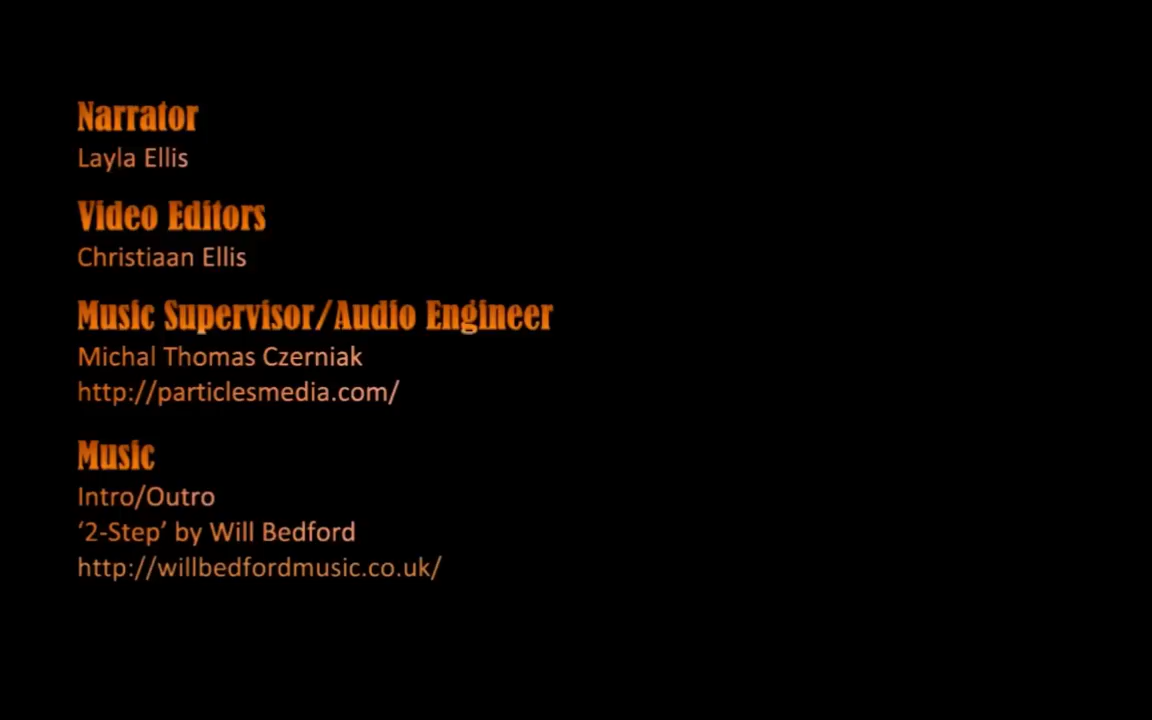 Narrator
Layla Ellis
Video Editors
Christiaan Ellis
Music Supervisor/Audio Engineer
Michal Thomas Czerniak
http://particlesmedia.com/
Music
Intro/Outro
‘2-Step’ by Will Bedford
http://willbedfordmusic.co.uk/